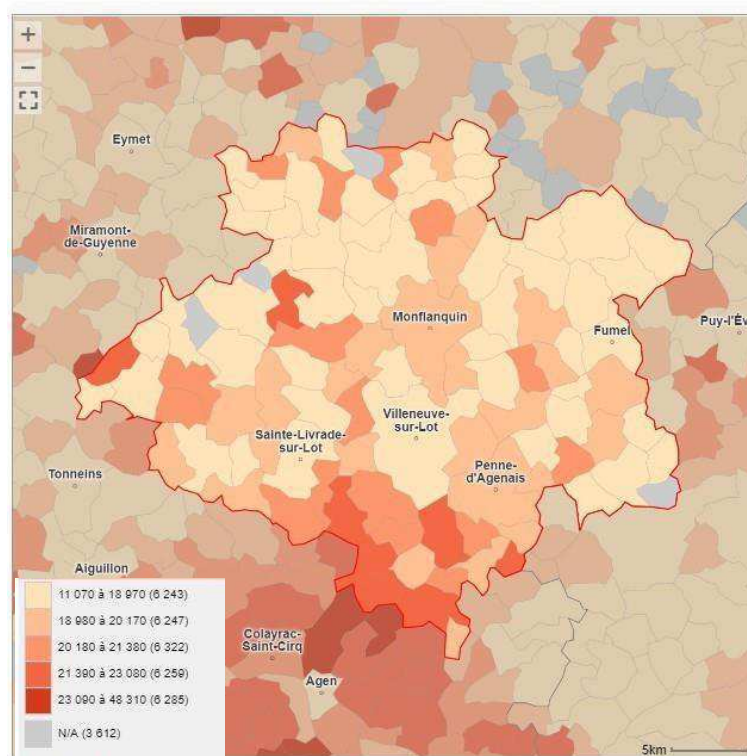 +
−
Eymet
Miramont-
de-Guyenne
Monflanquin
Fumel
Puy-l'Év
Villeneuve-
sur-Lot
Sainte-Livrade-
sur-Lot
Penne-
d'Agenais
Tonneins
Aiguillon
11 070 à 18 970 (6 243)
18 980 à 20 170 (6 247)
20 180 à 21 380 (6 322)
21 390 à 23 080 (6 259)
23 090 à 48 310 (6 285)
N/A (3 612)
Colayrac-
Saint-Cirq
Agen
5km